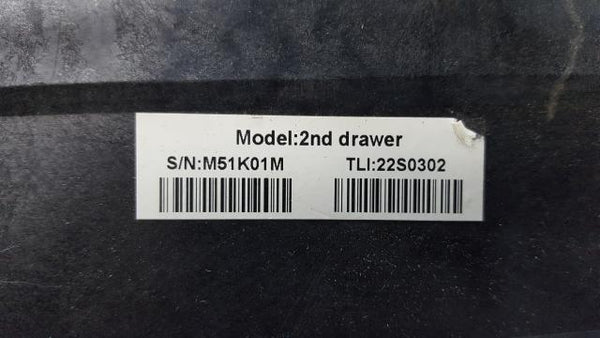 Model:2nd drawer
S/N:M51K01M TLI:22S0302